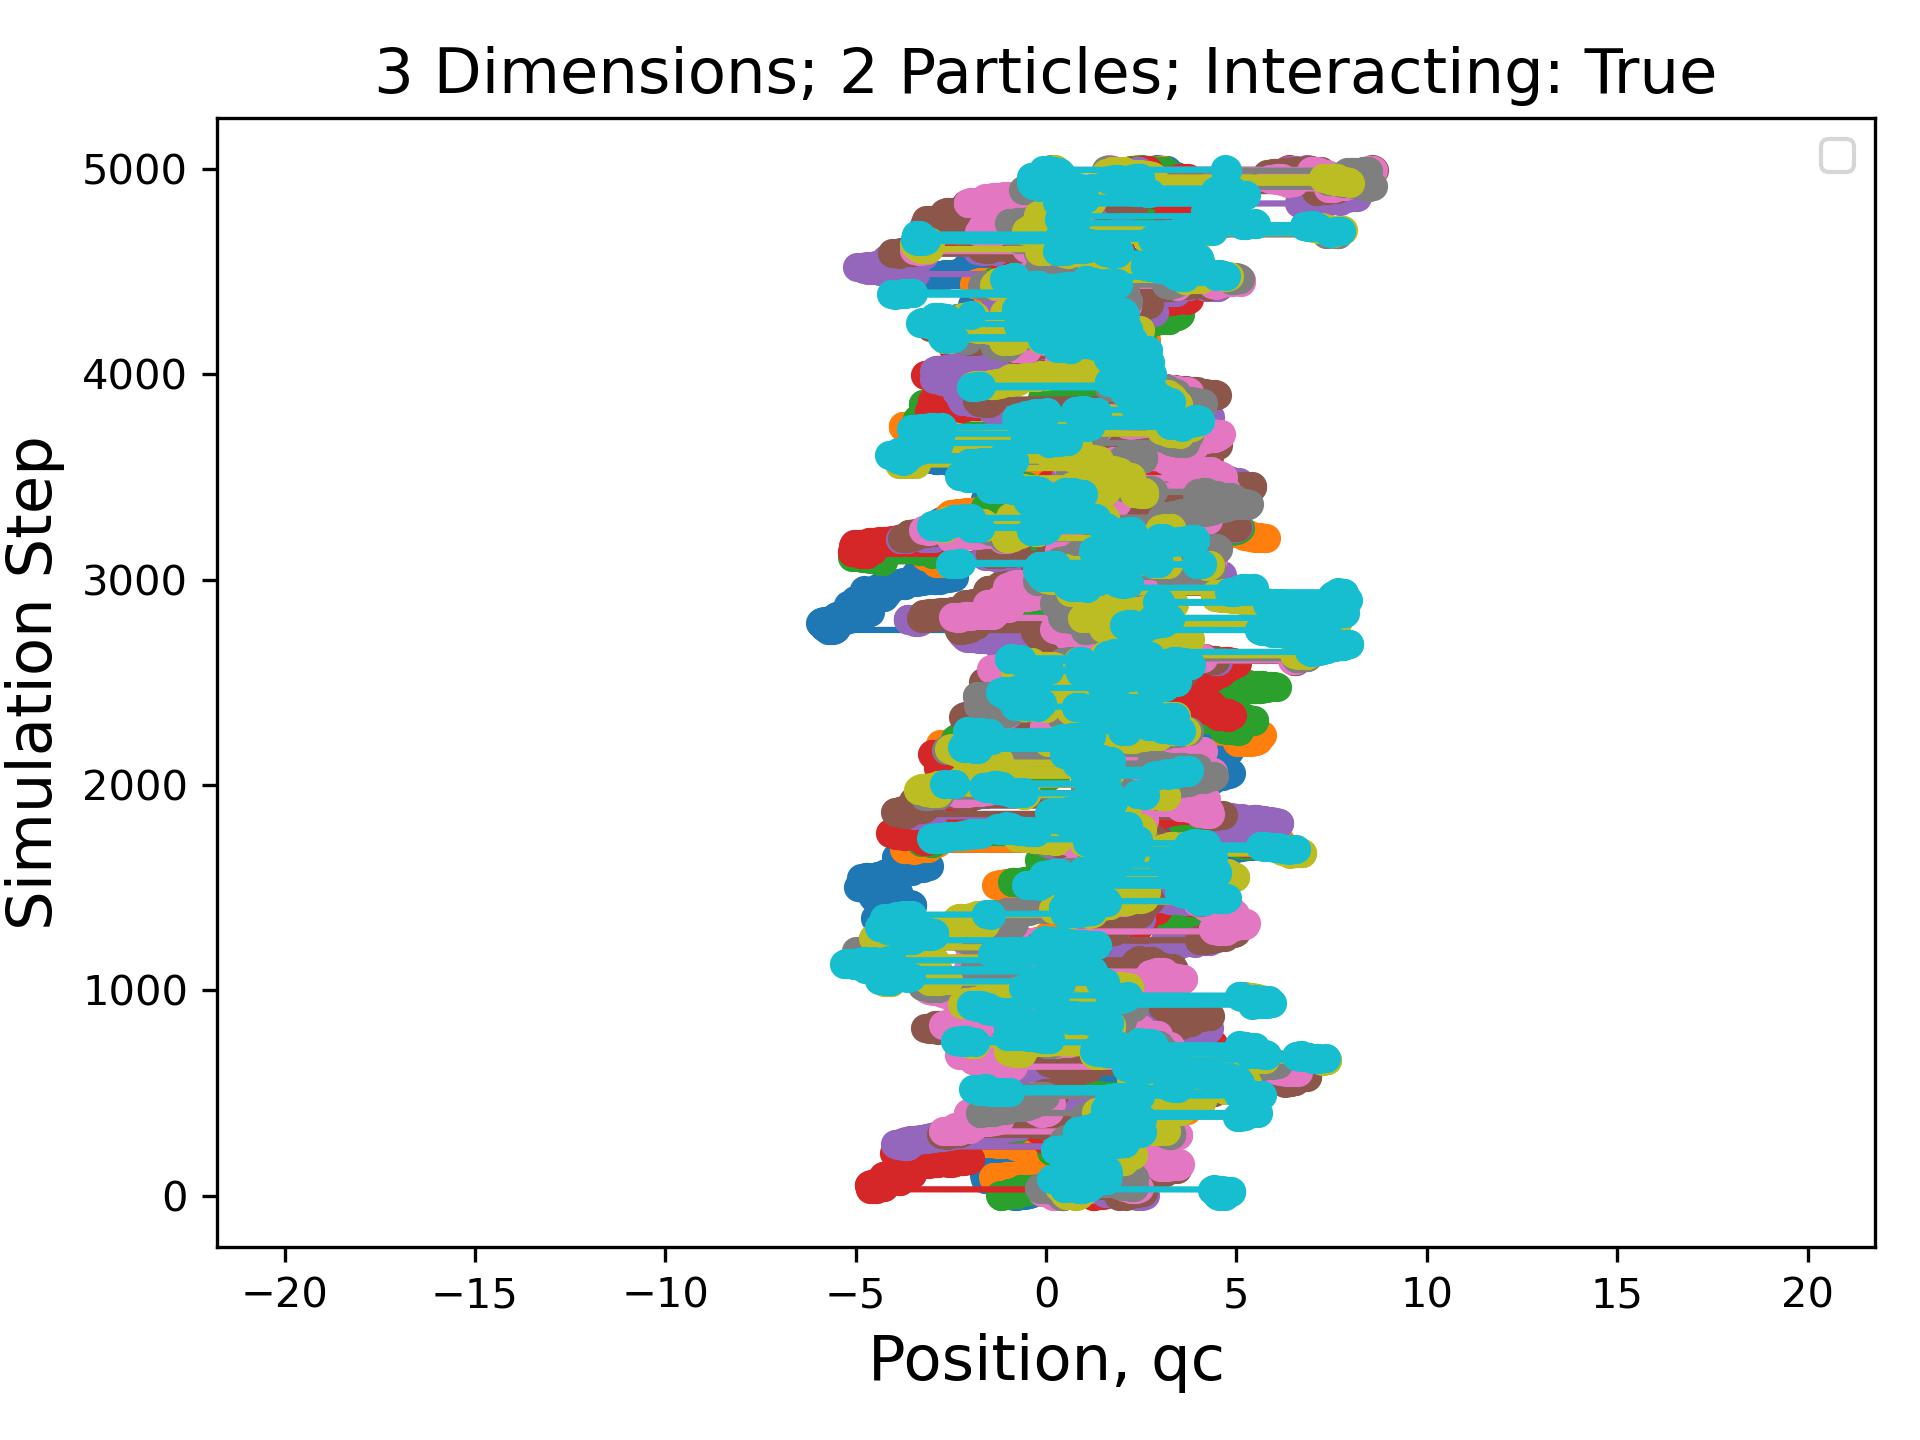 3 Dimensions; 2 Particles; Interacting: True
Simulation Step
5000
4000
3000
2000
1000
0
−20 −15 −10 −5 0 5 10 15 20
Position, qc